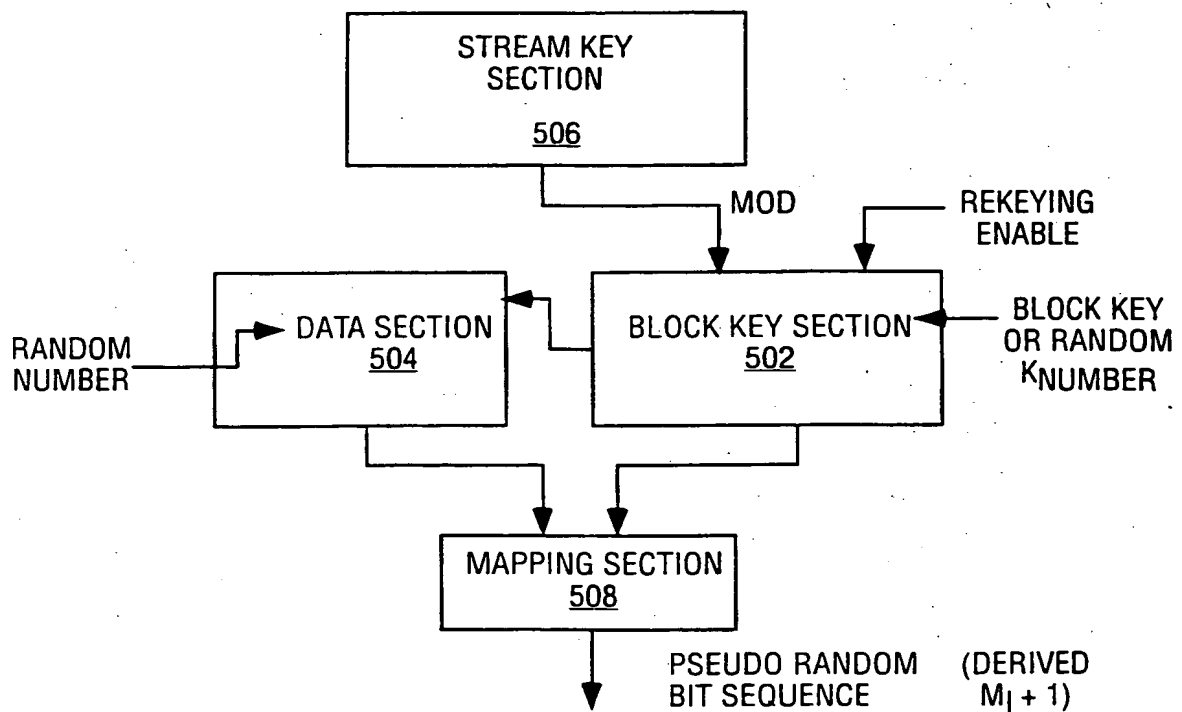 STREAM KEY
SECTION
506
MOD
REKEYING
ENABLE
RANDOM
NUMBER
DATA SECTION
504
BLOCK KEY SECTION
502
BLOCK KEY
OR RANDOM
KNUMBER
MAPPING SECTION
508
PSEUDO RANDOM (DERIVED
BIT SEQUENCE MI + 1)